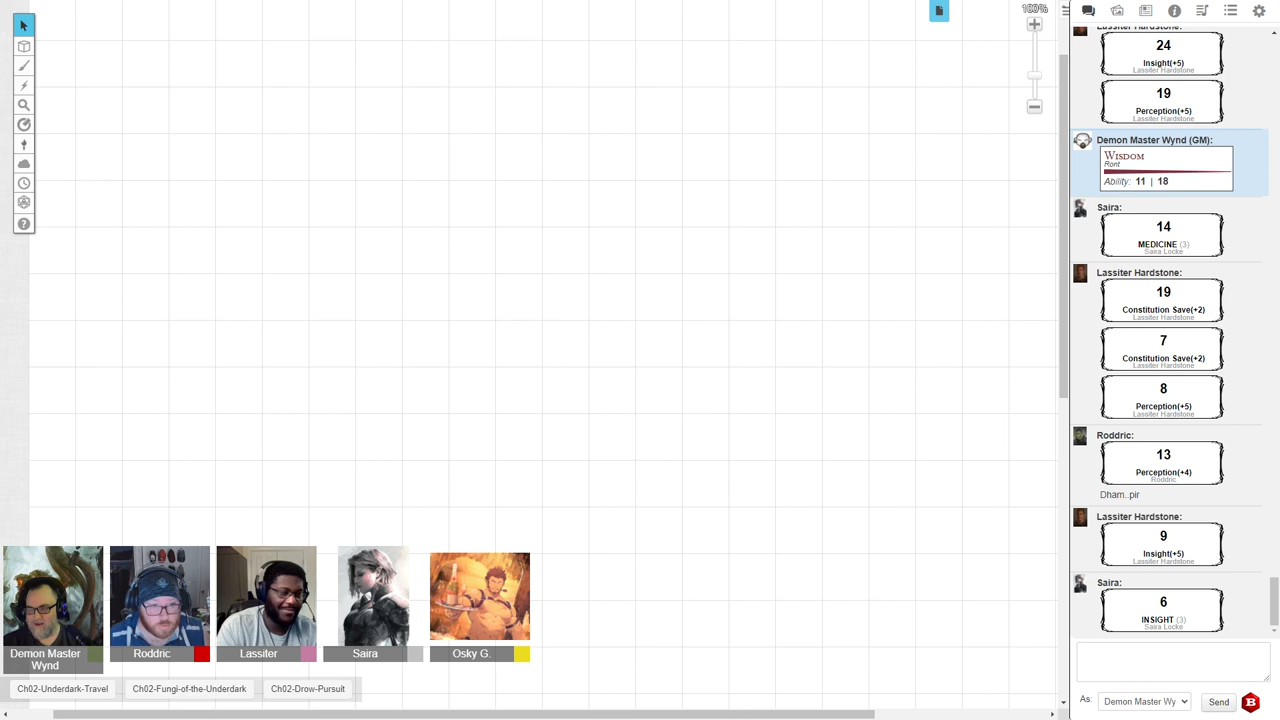 100%
Lassiter Hardstone:
24
Insight(+5)
Lassiter Hardstone
19
Perception(+5)
Lassiter Hardstone
Demon Master Wynd (GM):
Wisdom
Ront
Ability: 11 | 18
Saira:
14
MEDICINE (3)
Saira Locke
Lassiter Hardstone:
19
Constitution Save(+2)
Lassiter Hardstone
7
Constitution Save(+2)
Lassiter Hardstone
8
Perception(+5)
Lassiter Hardstone
Roddric:
13
Perception(+4)
Roddric
Dham..pir
Lassiter Hardstone:
9
Insight(+5)
Lassiter Hardstone
Saira:
6
INSIGHT (3)
Saira Locke
As: Demon Master Wy Send
B
Demon Master
Wynd
Roddric
Lassiter
Saira
Osky G.
Ch02-Underdark-Travel
Ch02-Fungi-of-the-Underdark
Ch02-Drow-Pursuit